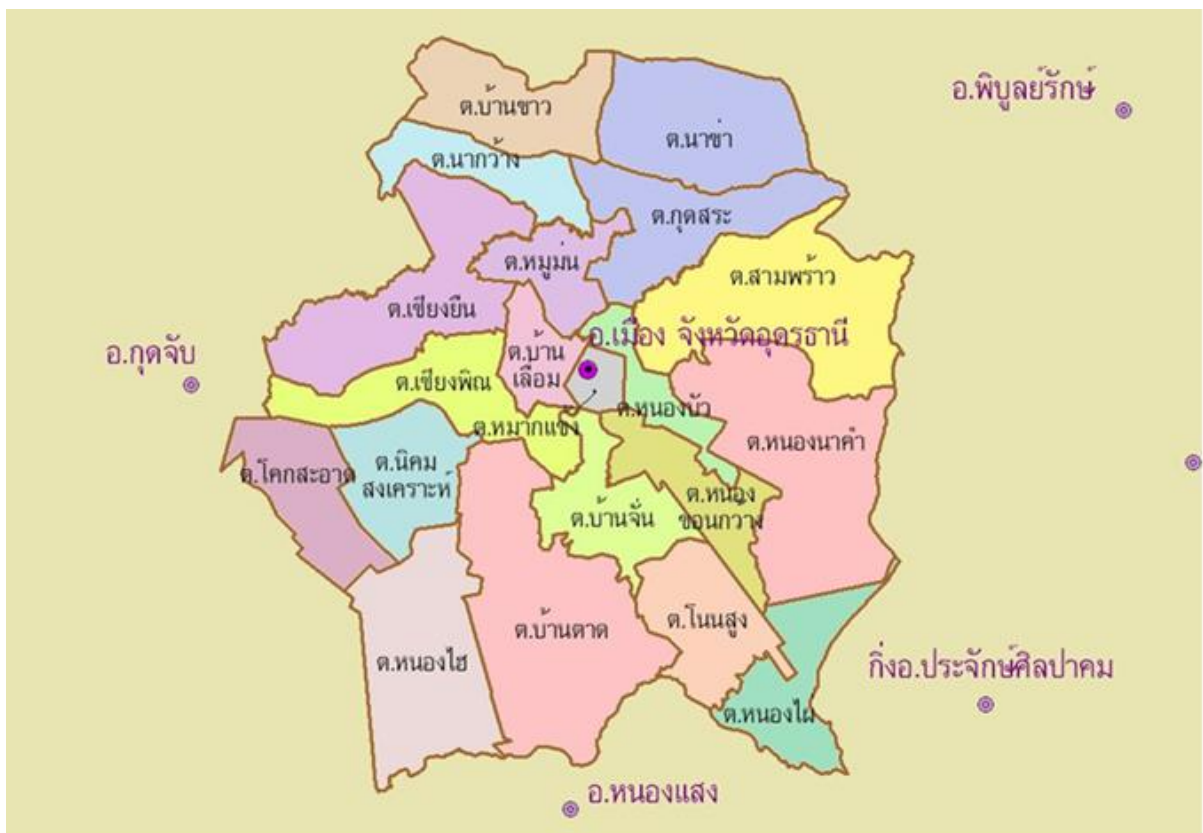 อ.พิบูลย์รักษ์
ต.บ้านขาว
ต.นาข่า
ต.นากว้าง
ต.กุดสระ
ต.หมูม่น
ต.สามพร้าว
ต.เชียงยืน
อ.เมือง จังหวัดอุดรธานี
อ.กุดจับ
ต.บ้าน
เลื่อม
ต.เชียงพิณ
ต.หนองบัว
ต.หมากแข้ง
ต.หนองนาคำ
ต.โคกสะอาด
ต.นิคม
สงเคราะห์
ต.หนอง
ขอนกว้าง
ต.บ้านจั่น
ต.โนนสูง
ต.บ้านตาด
ต.หนองไฮ
กิ่งอ.ประจักษ์ศิลปาคม
ต.หนองไผ่
อ.หนองแสง